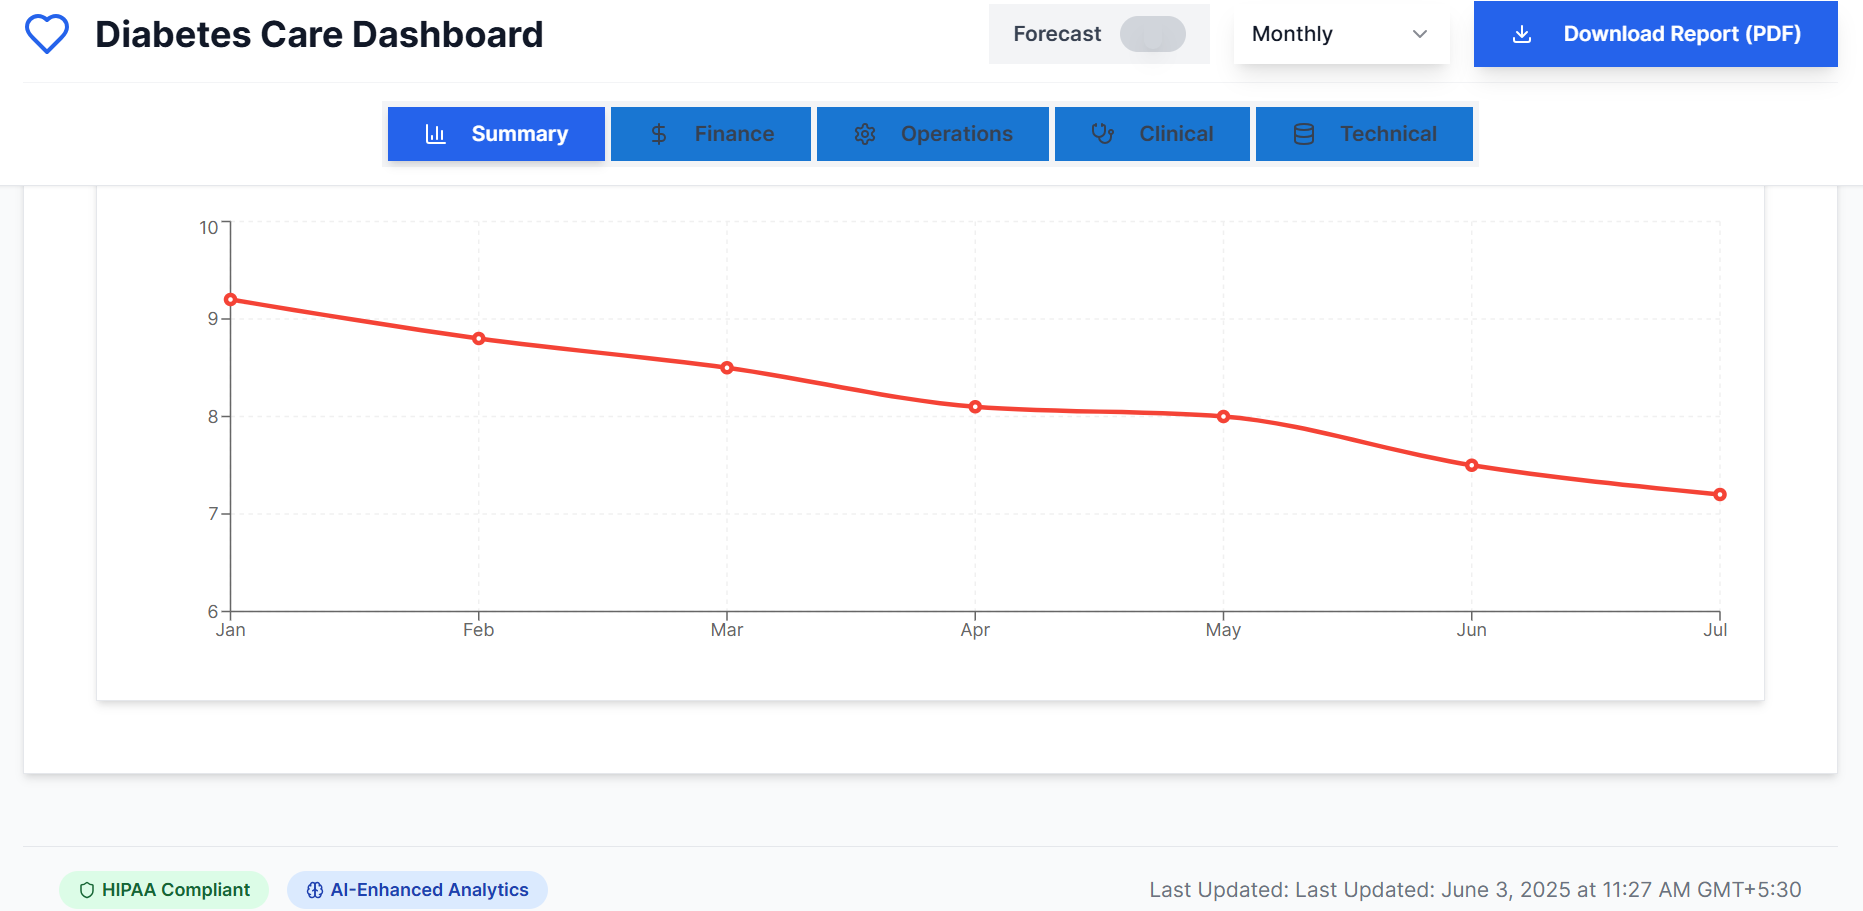 Diabetes Care Dashboard
Forecast
Monthly
Download Report (PDF)
Summary
Finance
Operations
Clinical
Technical
10
9
8
7
6
Jan Feb Mar Apr May Jun Jul
HIPAA Compliant
AI-Enhanced Analytics
Last Updated: Last Updated: June 3, 2025 at 11:27 AM GMT+5:30